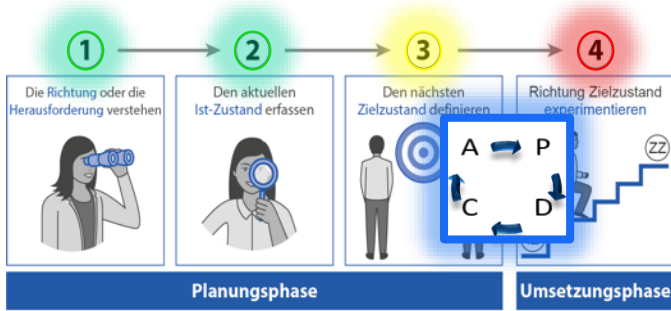 1
2
3
4
Die Richtung oder die
Herausforderung verstehen
Den aktuellen
Ist-Zustand erfassen
Den nächsten
Zielzustand definieren
Richtung Zielzustand
experimentieren
A P
C D
ZZ
Planungsphase
Umsetzungsphase